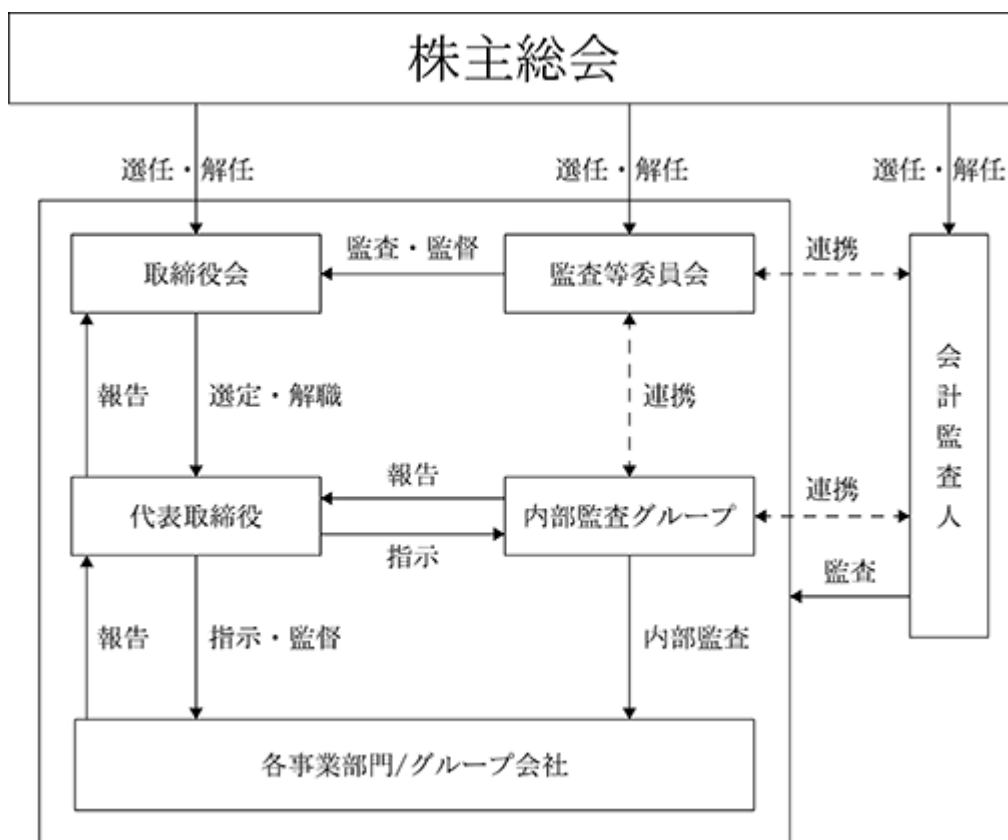 株主総会
選任・解任
選任・解任
選任・解任
取締役会
監査・監督
監査等委員会
連携
会計監査人
報告
選定・解職
連携
代表取締役
報告
指示
内部監査グループ
連携
監査
報告
指示・監督
内部監査
各事業部門/グループ会社